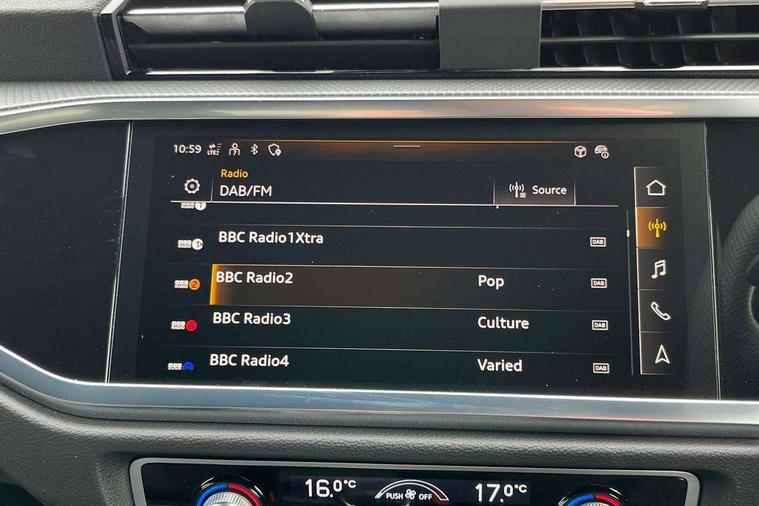 10:59 LTE
Radio
DAB/FM
Source
BBC Radio1Xtra DAB
BBC Radio2 Pop DAB
BBC Radio3 Culture DAB
BBC Radio4 Varied DAB
16.0°C PUSH OFF 17.0°C